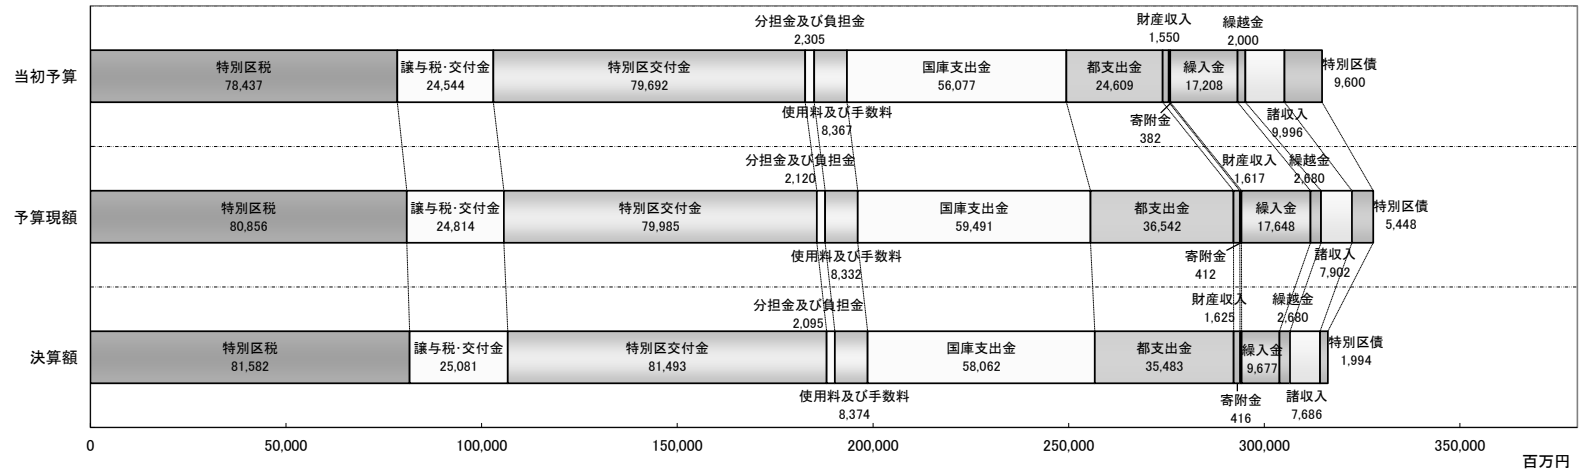 分担金及び負担金
2,305
財産収入
1,550
繰越金
2,000
当初予算
特別区税
78,437
譲与税･交付金
24,544
特別区交付金
79,692
国庫支出金
56,077
都支出金
24,609
繰入金
17,208
特別区債
9,600
使用料及び手数料
8,367
寄附金
382
諸収入
9,996
分担金及び負担金
2,120
財産収入
1,617
繰越金
2,680
予算現額
特別区税
80,856
譲与税･交付金
24,814
特別区交付金
79,985
国庫支出金
59,491
都支出金
36,542
繰入金
17,648
特別区債
5,448
使用料及び手数料
8,332
寄附金
412
諸収入
7,902
分担金及び負担金
2,095
財産収入
1,625
繰越金
2,680
決算額
特別区税
81,582
譲与税･交付金
25,081
特別区交付金
81,493
国庫支出金
58,062
都支出金
35,483
繰入金
9,677
特別区債
1,994
使用料及び手数料
8,374
寄附金
416
諸収入
7,686
0
50,000
100,000
150,000
200,000
250,000
300,000
350,000
百万円